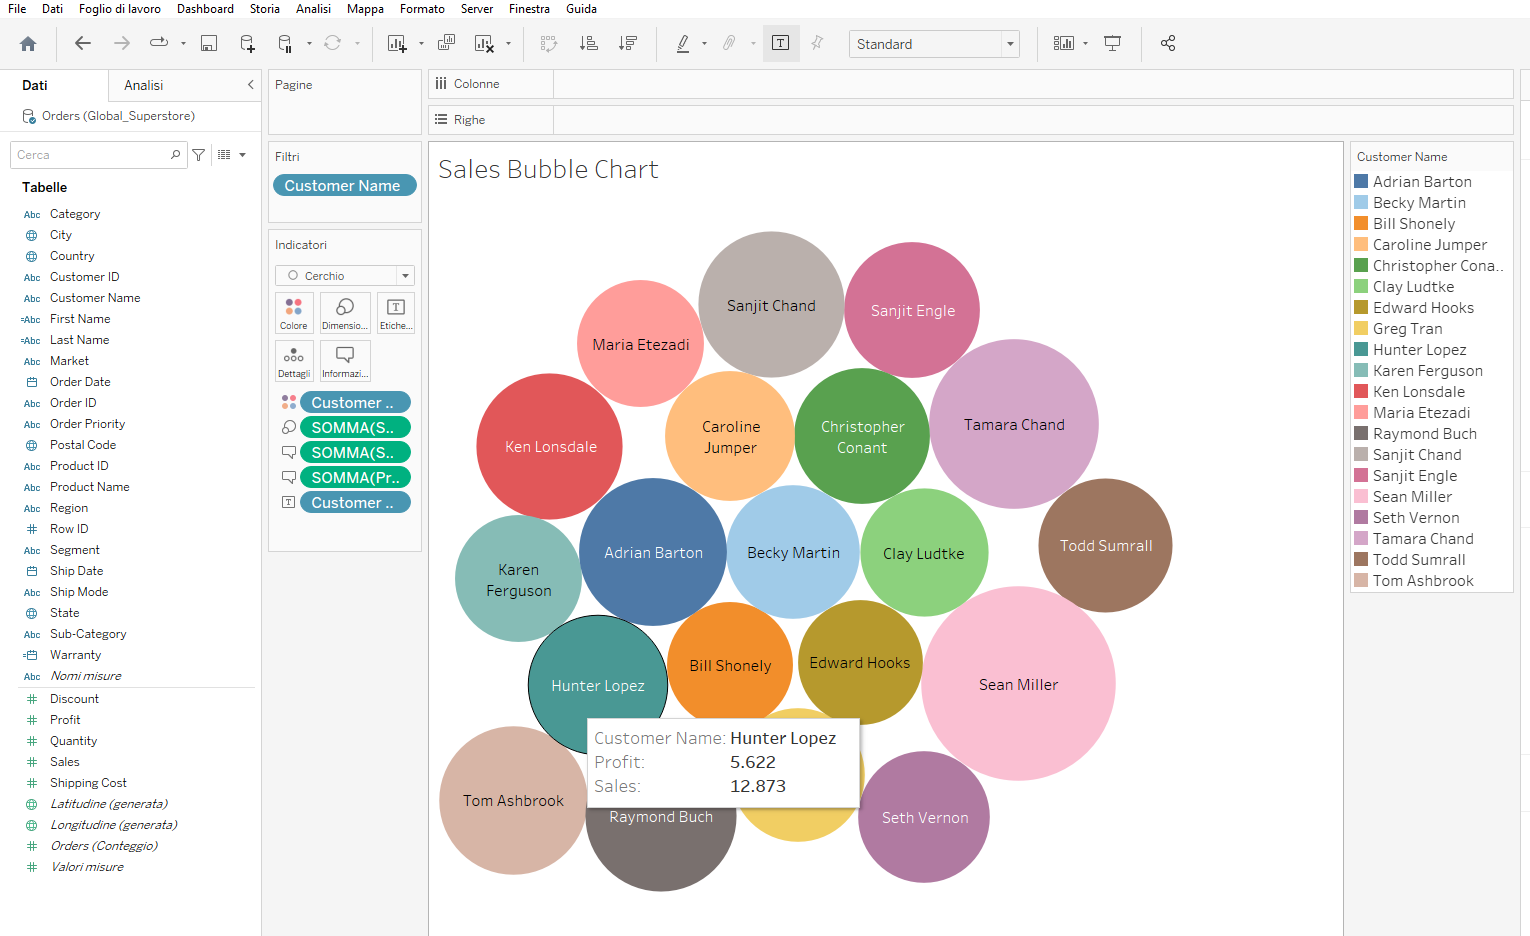 File Dati Foglio di lavoro Dashboard Storia Analisi Mappa Formato Server Finestra Guida
Standard
Dati Analisi
Orders (Global_Superstore)
Cerca
Tabelle
Abc Category
City
Country
Abc Customer ID
Abc Customer Name
=Abc First Name
=Abc Last Name
Abc Market
Order Date
Abc Order ID
Abc Order Priority
Postal Code
Abc Product ID
Abc Product Name
Abc Region
Row ID
Abc Segment
Ship Date
Abc Ship Mode
State
Abc Sub-Category
Warranty
Abc Nomi misure
Discount
Profit
Quantity
Sales
Shipping Cost
Latitudine (generata)
Longitudine (generata)
Orders (Conteggio)
Valori misure
Pagine
Filtri
Customer Name
Indicatori
Cerchio
Colore Dimensio... Etiche...
Dettagli Informazi...
Customer ..
SOMMA(S..
SOMMA(S..
SOMMA(Pr..
Customer ..
Colonne
Righe
Sales Bubble Chart
Sanjit Chand
Sanjit Engle
Maria Etezadi
Tamara Chand
Caroline
Jumper
Christopher
Conant
Ken Lonsdale
Todd Sumrall
Adrian Barton
Becky Martin
Clay Ludtke
Karen
Ferguson
Bill Shonely
Edward Hooks
Sean Miller
Hunter Lopez
Customer Name: Hunter Lopez
Profit: 5.622
Sales: 12.873
Tom Ashbrook
Raymond Buch
Seth Vernon
Customer Name
Adrian Barton
Becky Martin
Bill Shonely
Caroline Jumper
Christopher Cona..
Clay Ludtke
Edward Hooks
Greg Tran
Hunter Lopez
Karen Ferguson
Ken Lonsdale
Maria Etezadi
Raymond Buch
Sanjit Chand
Sanjit Engle
Sean Miller
Seth Vernon
Tamara Chand
Todd Sumrall
Tom Ashbrook